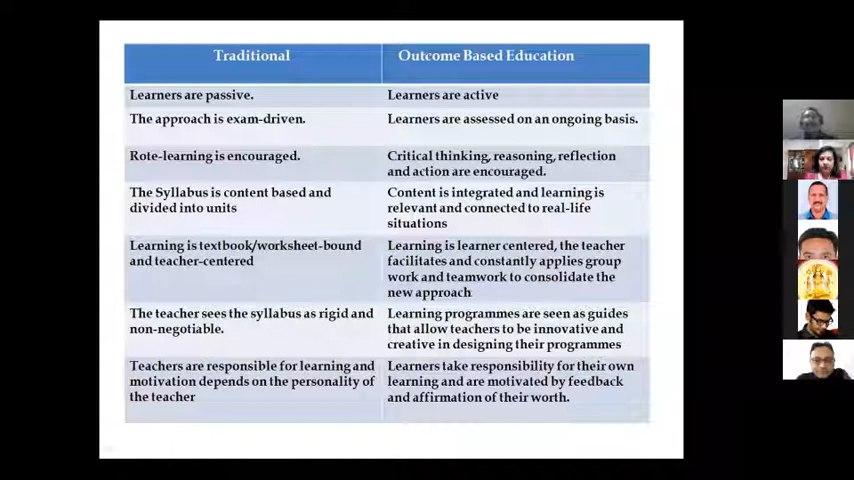 Traditional
Outcome Based Education
Learners are passive.
Learners are active
The approach is exam-driven.
Learners are assessed on an ongoing basis.
Rote-learning is encouraged.
Critical thinking, reasoning, reflection
and action are encouraged.
The Syllabus is content based and
divided into units
Content is integrated and learning is
relevant and connected to real-life
situations
Learning is textbook/worksheet-bound
and teacher-centered
Learning is learner centered, the teacher
facilitates and constantly applies group
work and teamwork to consolidate the
new approach
The teacher sees the syllabus as rigid and
non-negotiable.
Learning programmes are seen as guides
that allow teachers to be innovative and
creative in designing their programmes
Teachers are responsible for learning and
motivation depends on the personality of
the teacher
Learners take responsibility for their own
learning and are motivated by feedback
and affirmation of their worth.